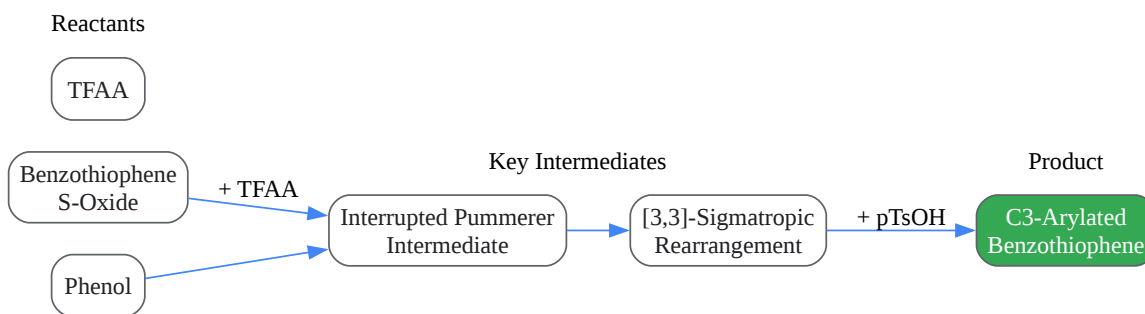 Reactants
TFAA
Benzothiophene
S-Oxide
+ TFAA
Phenol
Key Intermediates
Interrupted Pummerer
Intermediate
[3,3]-Sigmatropic
Rearrangement
+ pTsOH
Product
C3-Arylated
Benzothiophene